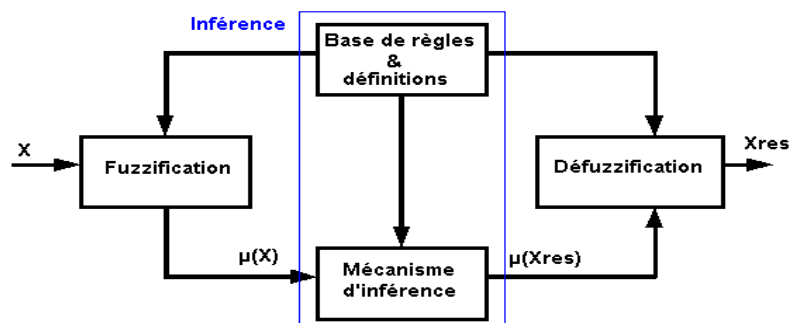 Inférence
Base de règles
&
définitions
X
Fuzzification
Défuzzification
Xres
µ(X)
Mécanisme
d'inférence
µ(Xres)